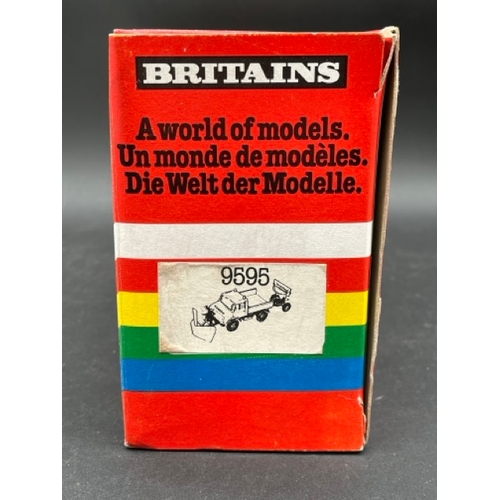 BRITAINS
A world of models.
Un monde de modèles.
Die Welt der Modelle.
9595